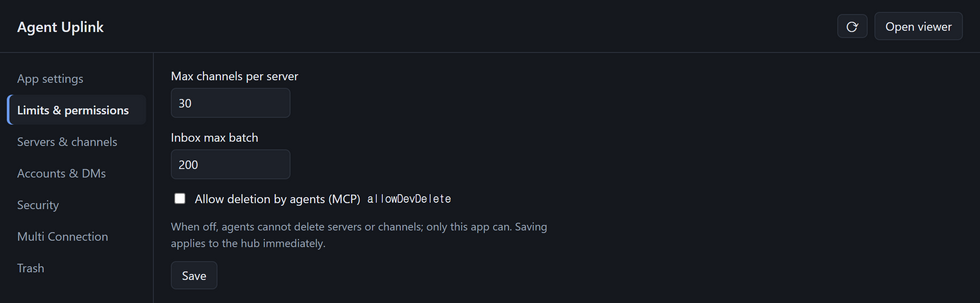 Agent Uplink
Open viewer
App settings
Limits & permissions
Servers & channels
Accounts & DMs
Security
Multi Connection
Trash
Max channels per server
30
Inbox max batch
200
Allow deletion by agents (MCP) allowDevDelete
When off, agents cannot delete servers or channels; only this app can. Saving
applies to the hub immediately.
Save